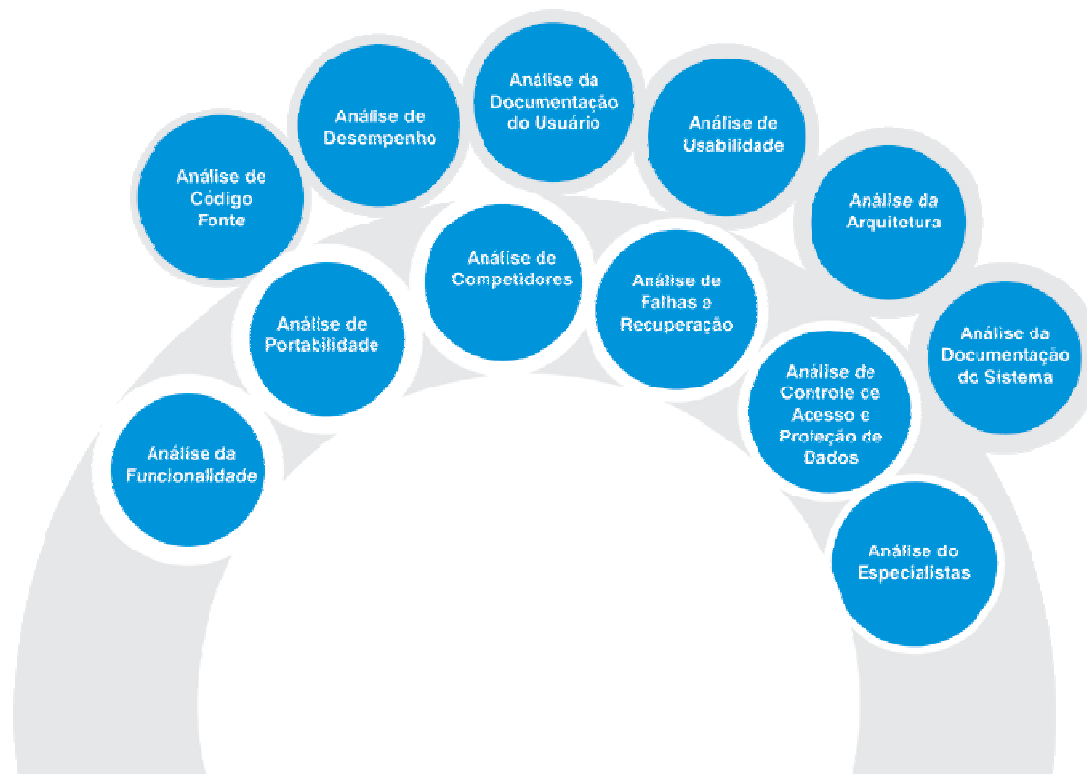 Análise da
Documentação
do Usuário
Análise de
Desempenho
Análise de
Usabilidade
Análise de
Código
Fonte
Análise da
Arquitetura
Análise de
Competidores
Análise de
Falhas e
Recuperação
Análise de
Portabilidade
Análise da
Documentação
do Sistema
Análise de
Controle de
Acesso e
Proteção de
Dados
Análise da
Funcionalidade
Análise do
Especialistas